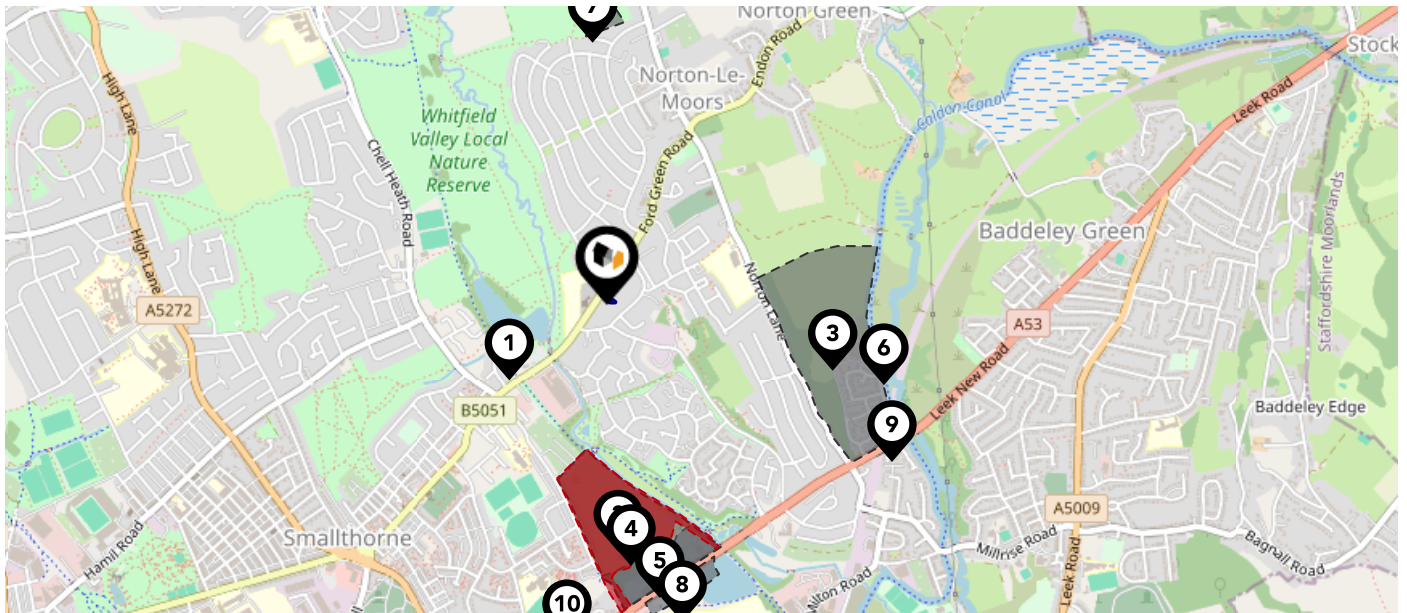 7
Norton Green
Stock
High Lane
Endon Road
Norton-Le-
Moors
Leek Road
Caldon Canal
Whitfield
Valley Local
Nature
Reserve
Chell Heath Road
Ford Green Road
Staffordshire Moorlands
High Lane
Baddeley Green
Norton Lane
A5272
A53
1
3
6
Leek New Road
B5051
Baddeley Edge
9
A5009
4
Smallthorne
Hamil Road
Millrise Road
Bagnall Road
5
8
lton Road
Leek Road
10